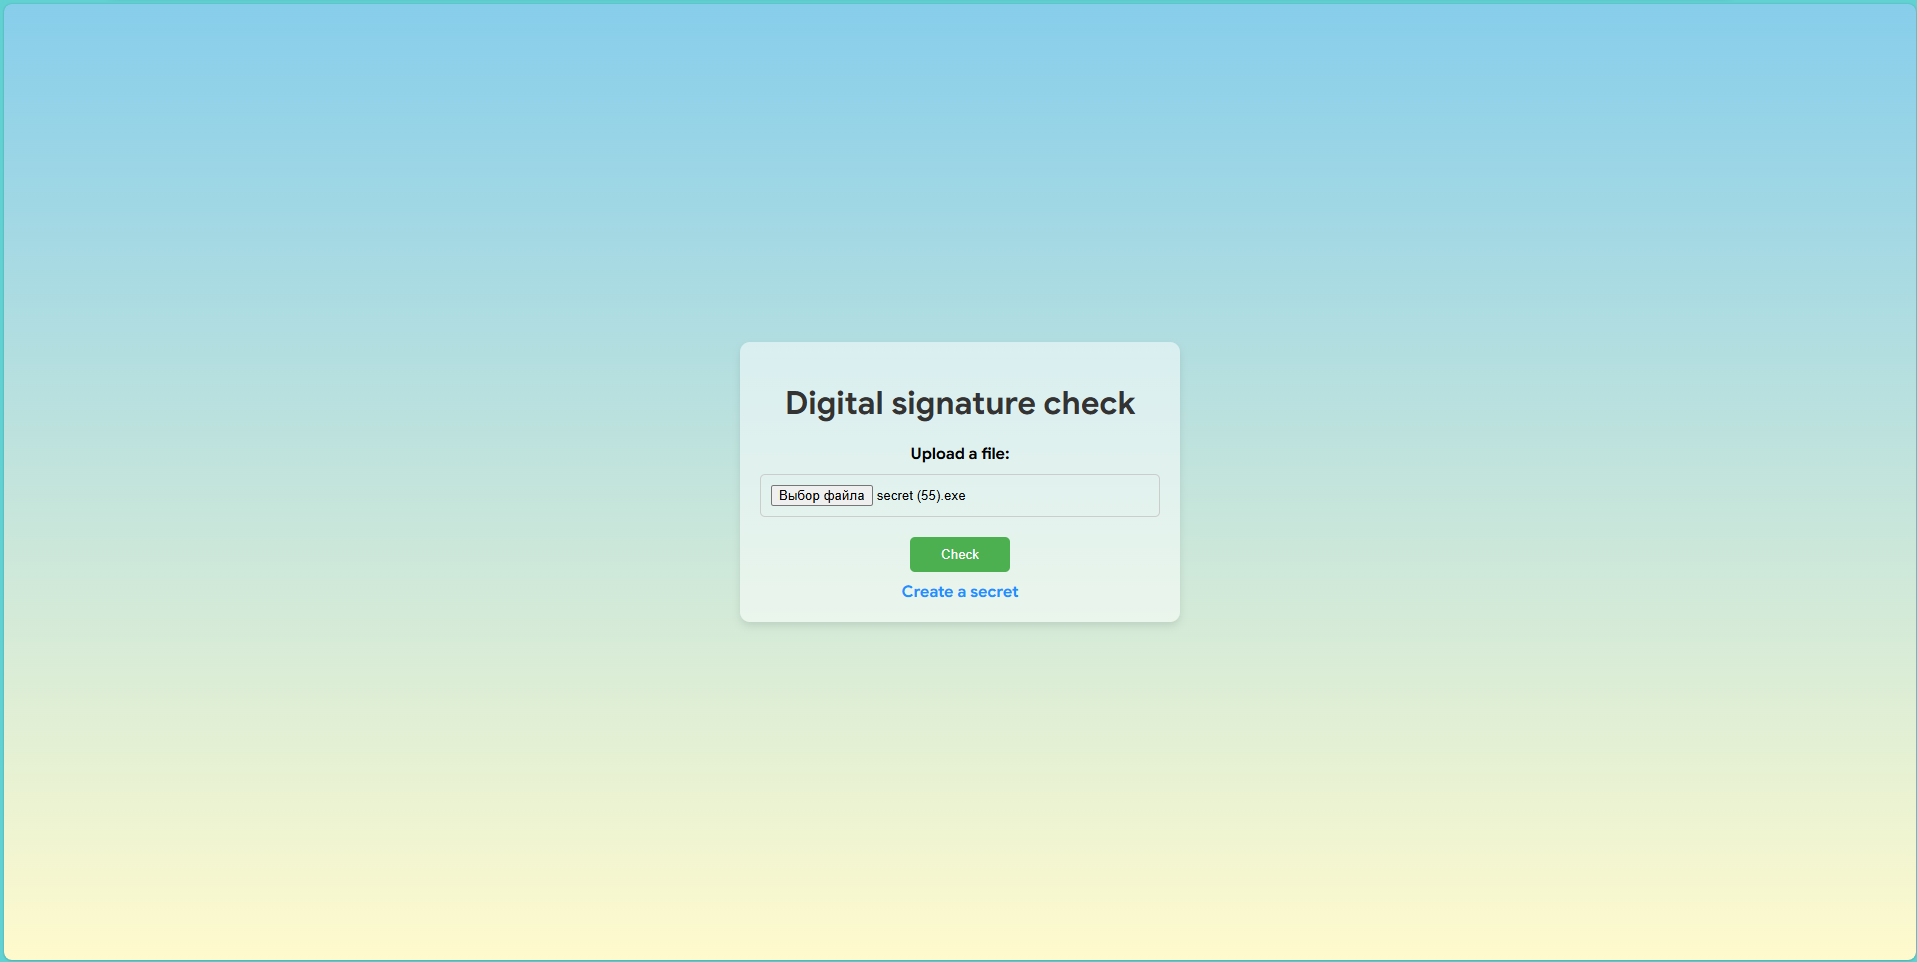 Digital signature check
Upload a file:
Выбор файла secret (55).exe
Check
Create a secret